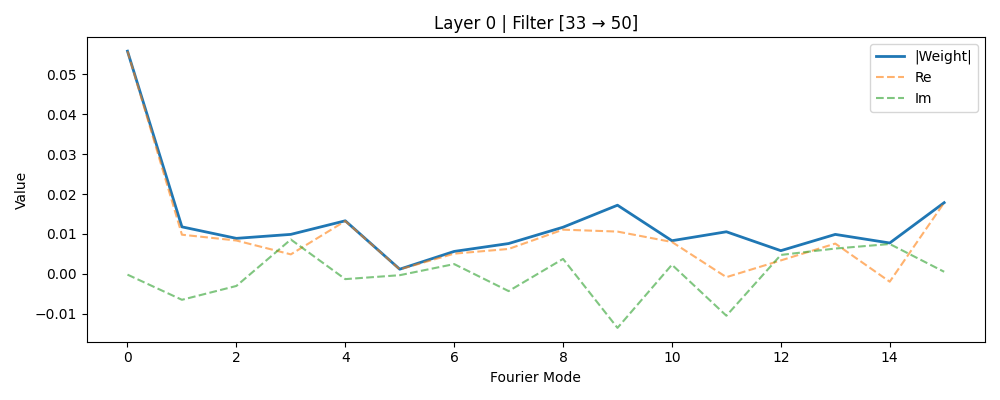 Layer 0 | Filter [33 → 50]
|Weight|
Re
Im
Value
0.05
0.04
0.03
0.02
0.01
0.00
−0.01
0 2 4 6 8 10 12 14
Fourier Mode